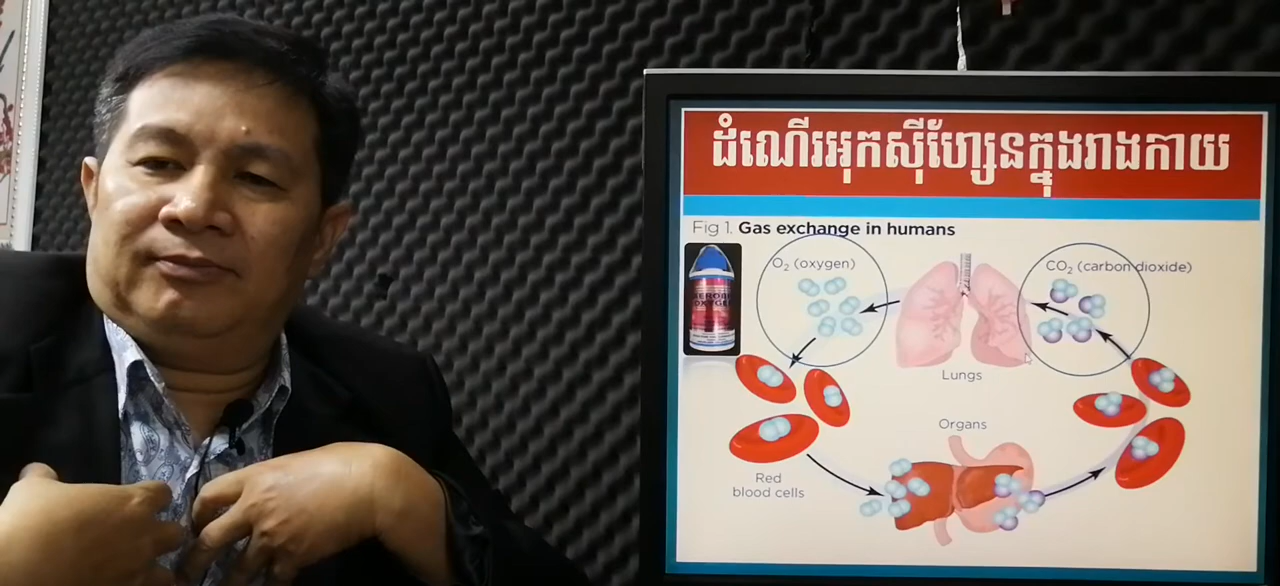 ដំណើរអុកស៊ីហ្សែនក្នុងរាងកាយ
Fig 1. Gas exchange in humans
O₂ (oxygen)
CO₂ (carbon dioxide)
Lungs
Organs
Red
blood cells